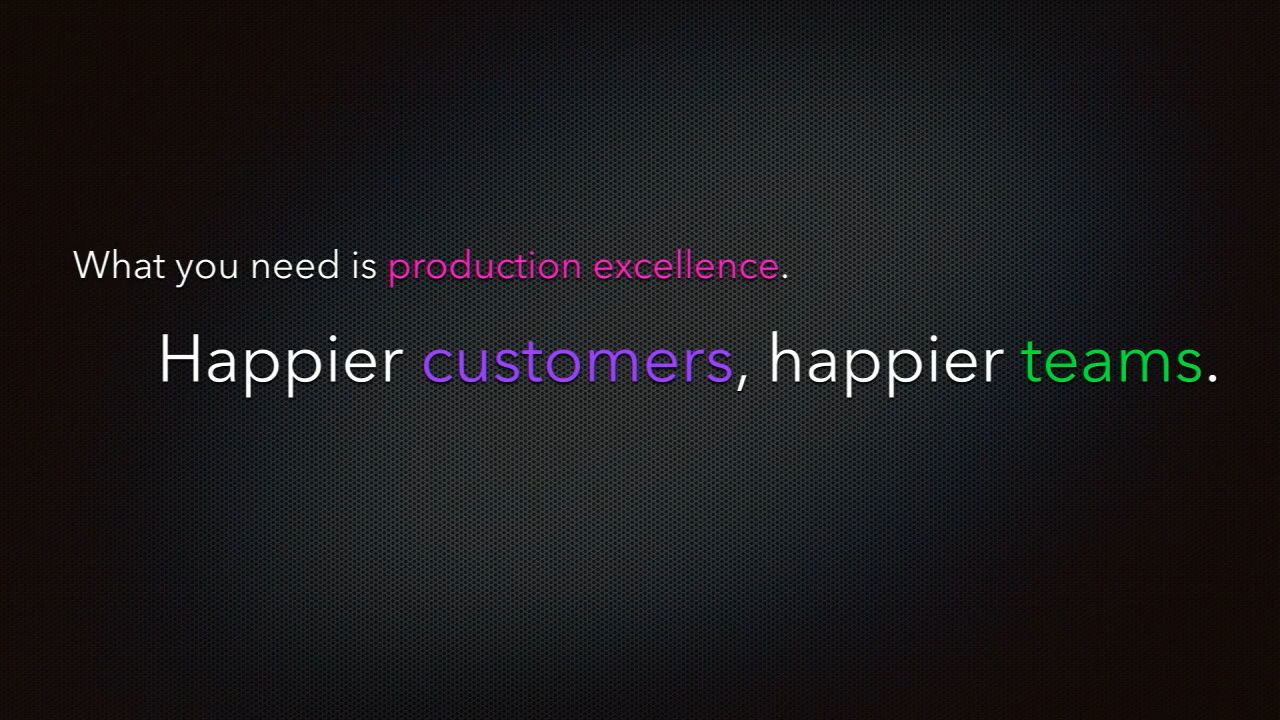 What you need is production excellence.
Happier customers, happier teams.